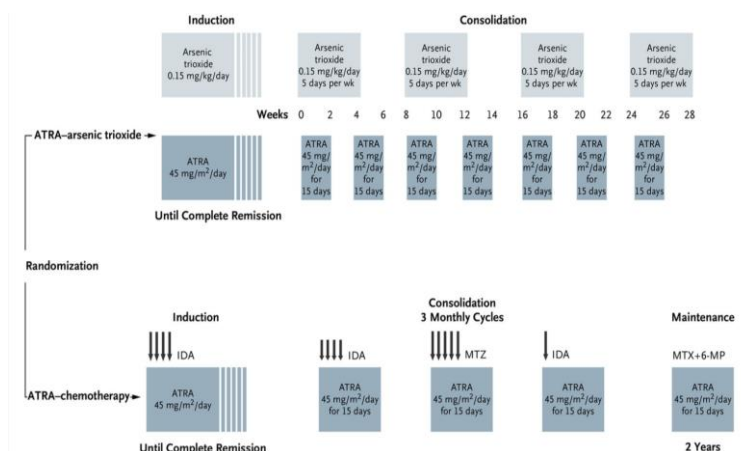 Induction
Consolidation
Arsenic
trioxide
0.15 mg/kg/day
Arsenic
trioxide
0.15 mg/kg/day
5 days per wk
Arsenic
trioxide
0.15 mg/kg/day
5 days per wk
Arsenic
trioxide
0.15 mg/kg/day
5 days per wk
Arsenic
trioxide
0.15 mg/kg/day
5 days per wk
Weeks 0 2 4 6 8 10 12 14 16 18 20 22 24 26 28
ATRA–arsenic trioxide
ATRA
45 mg/m²/day
ATRA
45 mg/
m²/day
for
15 days
ATRA
45 mg/
m²/day
for
15 days
ATRA
45 mg/
m²/day
for
15 days
ATRA
45 mg/
m²/day
for
15 days
ATRA
45 mg/
m²/day
for
15 days
ATRA
45 mg/
m²/day
for
15 days
ATRA
45 mg/
m²/day
for
15 days
Until Complete Remission
Randomization
Induction
Consolidation
3 Monthly Cycles
Maintenance
IDA
IDA
MTZ
IDA
MTX+6-MP
ATRA–chemotherapy
ATRA
45 mg/m²/day
ATRA
45 mg/m²/day
for 15 days
ATRA
45 mg/m²/day
for 15 days
ATRA
45 mg/m²/day
for 15 days
ATRA
45 mg/m²/day
for 15 days
Until Complete Remission
2 Years